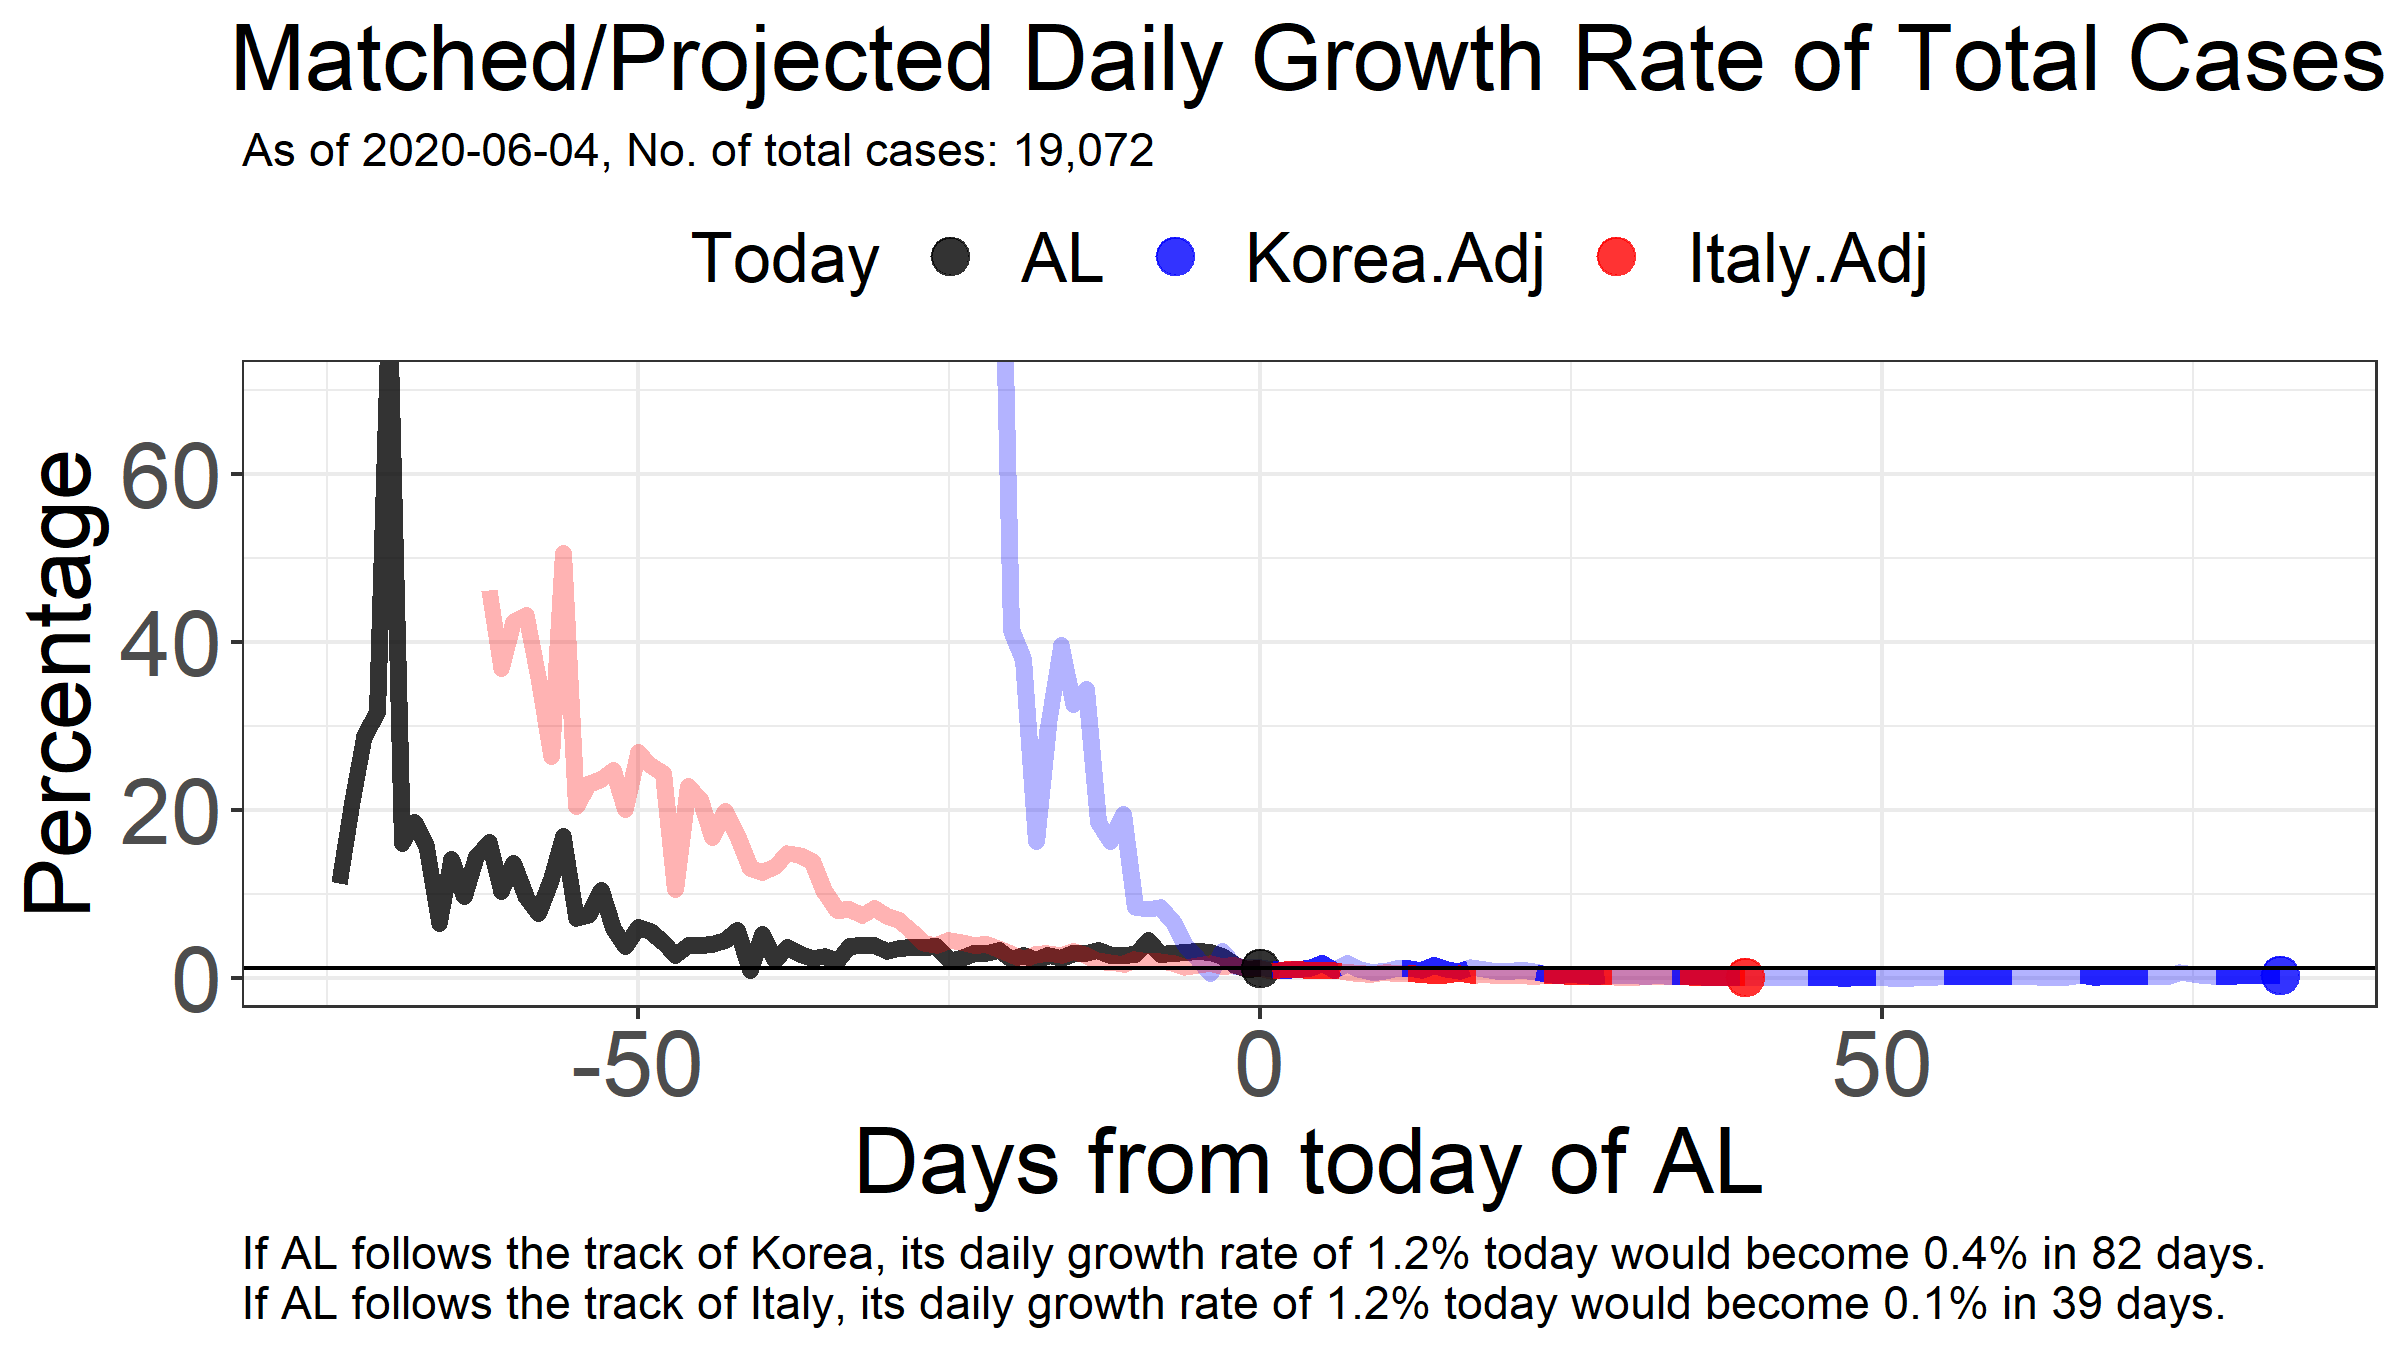 Matched/Projected Daily Growth Rate of Total Cases
As of 2020-06-04, No. of total cases: 19,072
Today AL Korea.Adj Italy.Adj
Percentage
60
40
20
0
-50 0 50
Days from today of AL
If AL follows the track of Korea, its daily growth rate of 1.2% today would become 0.4% in 82 days.
If AL follows the track of Italy, its daily growth rate of 1.2% today would become 0.1% in 39 days.